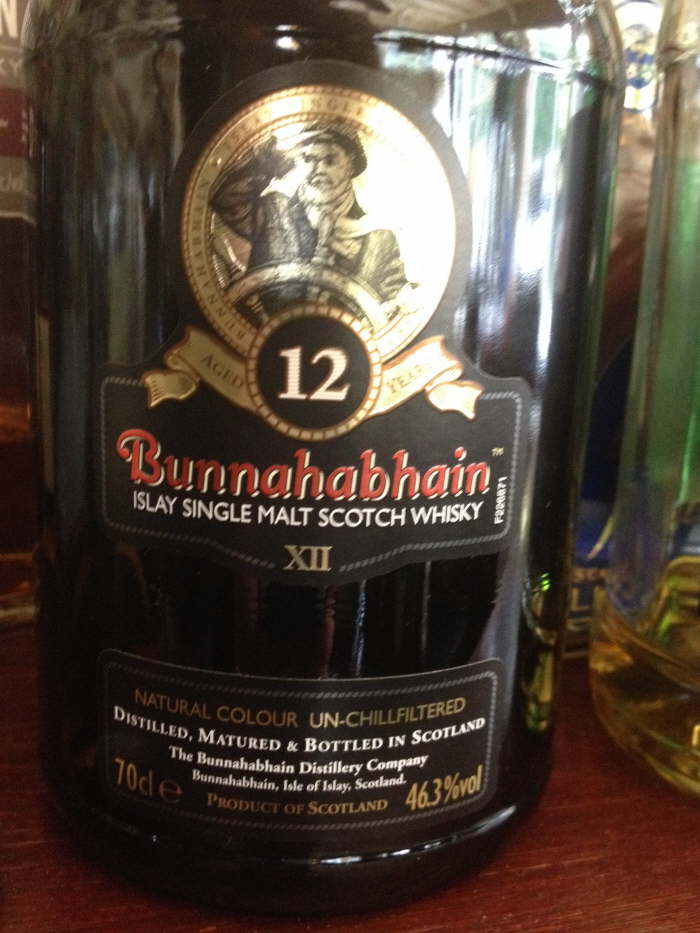 BUNNAHABHAIN
AGED 12 YEARS
Bunnahabhain™
ISLAY SINGLE MALT SCOTCH WHISKY
XII
NATURAL COLOUR UN-CHILLFILTERED
DISTILLED, MATURED & BOTTLED IN SCOTLAND
The Bunnahabhain Distillery Company
Bunnahabhain, Isle of Islay, Scotland.
70cl e PRODUCT OF SCOTLAND 46.3%vol